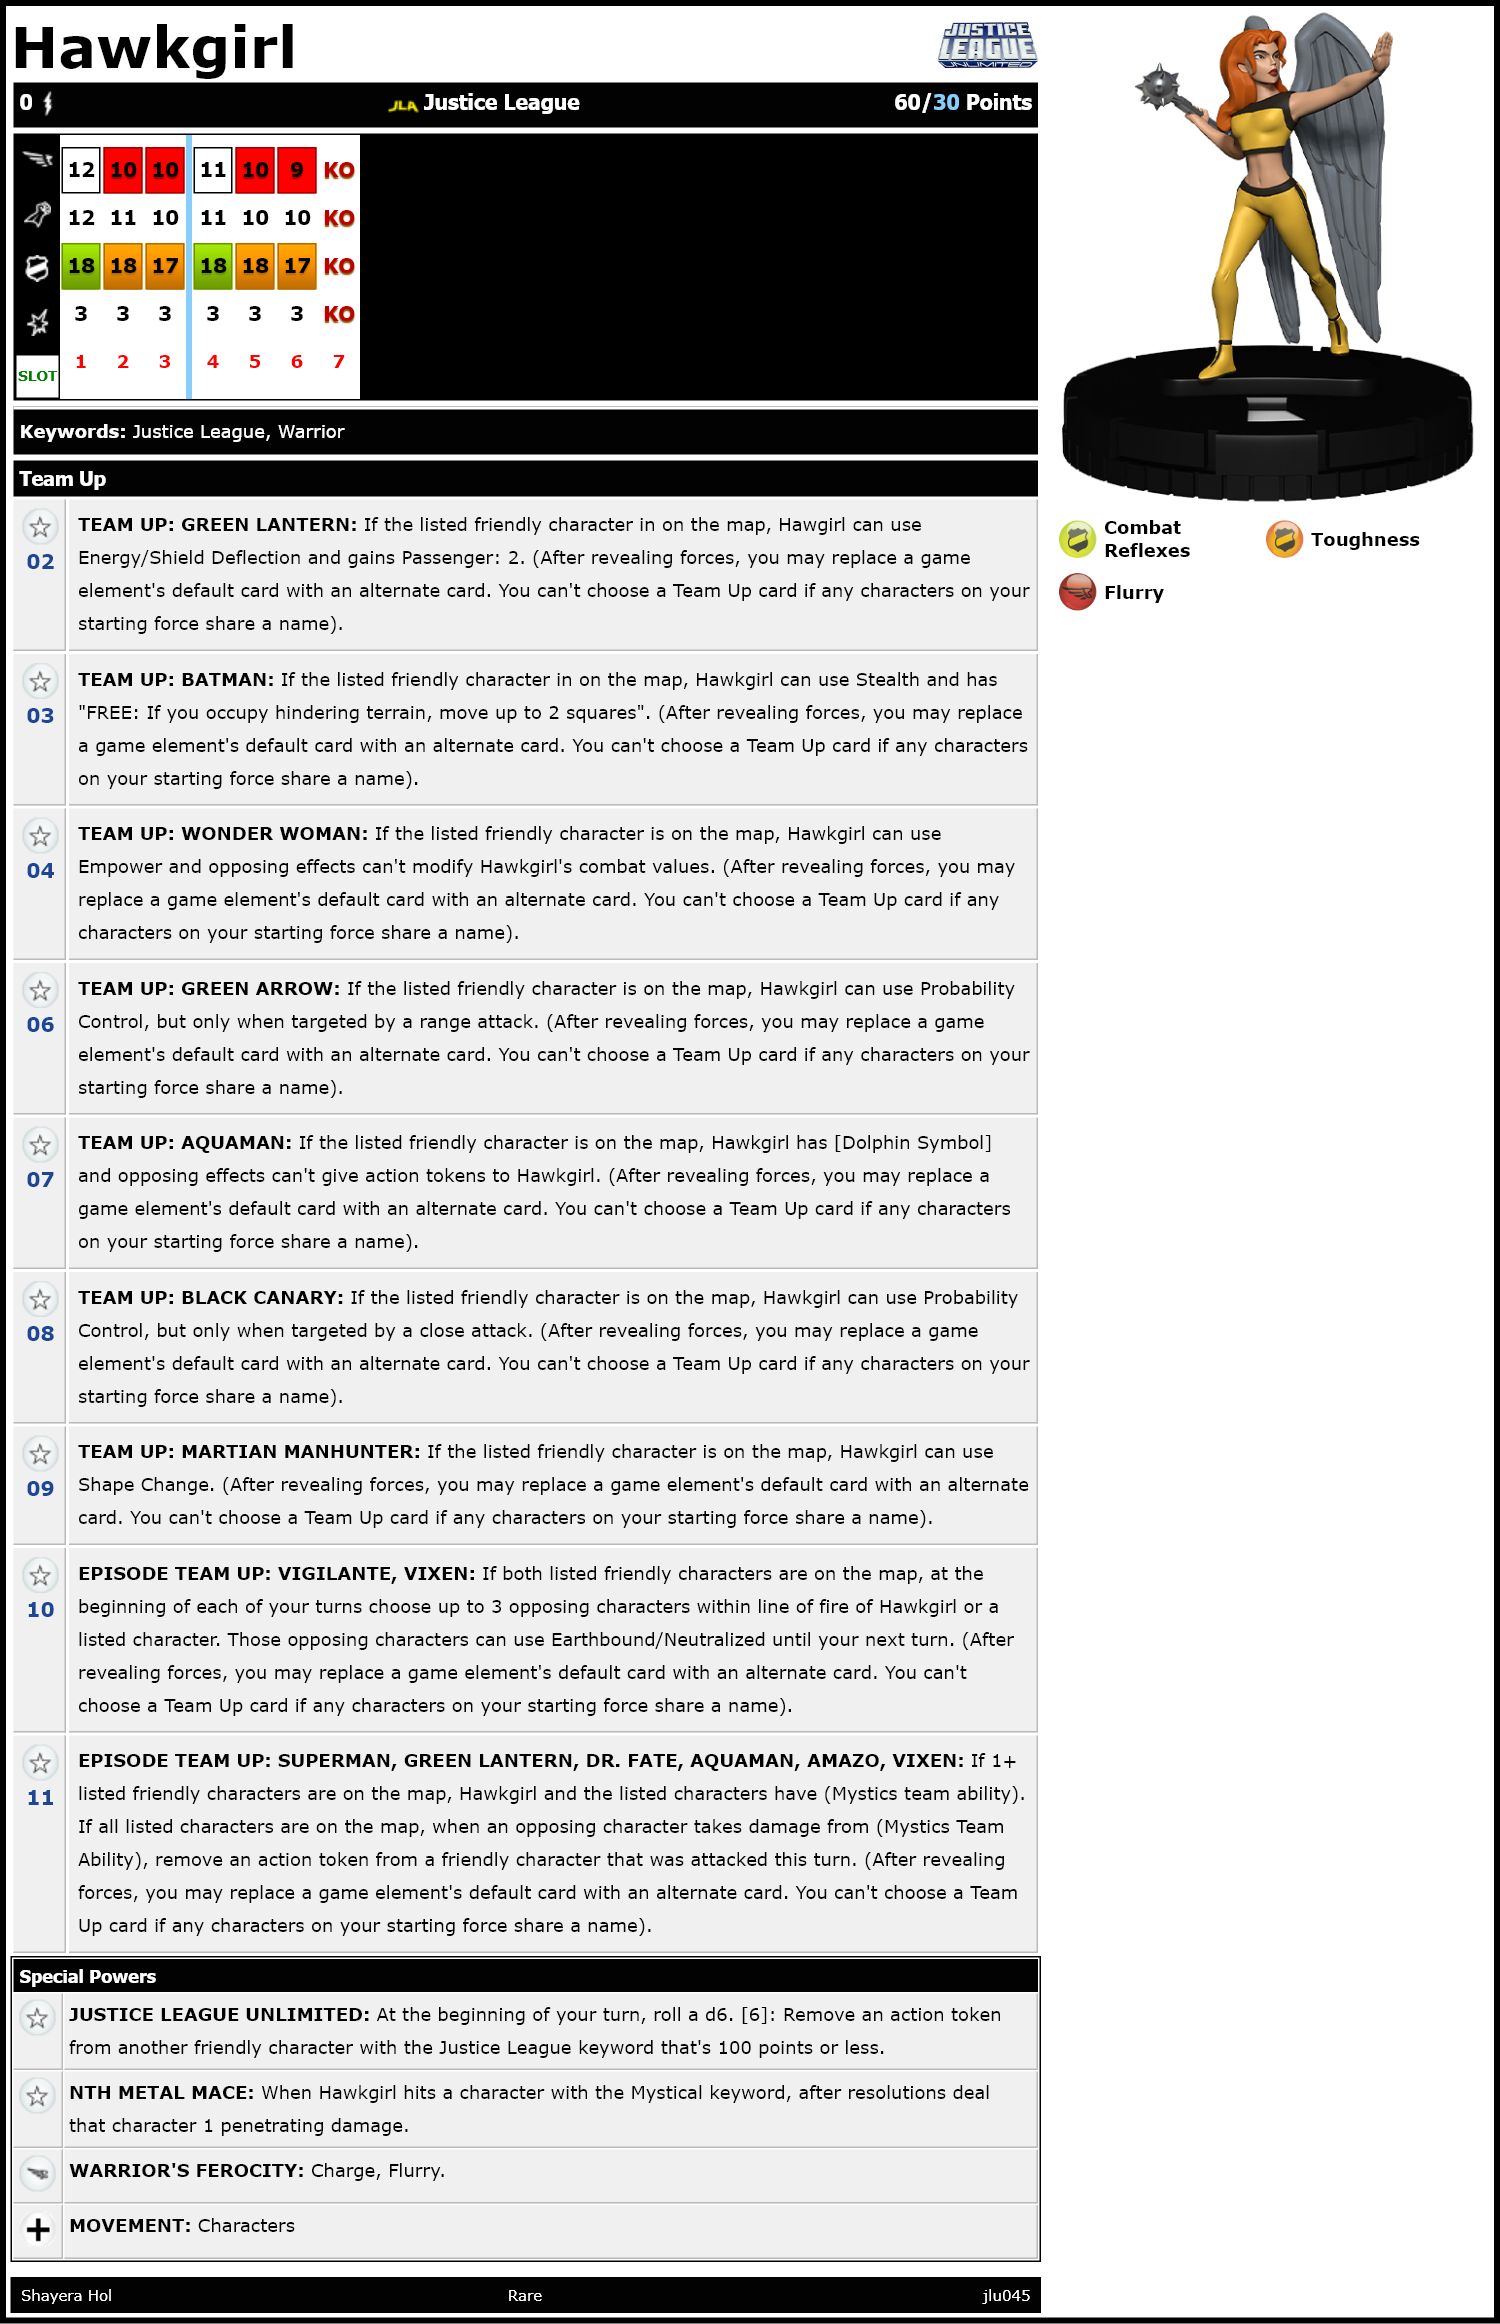 Hawkgirl
JUSTICE
LEAGUE
UNLIMITED
0 JLA Justice League 60/30 Points
12 10 10 11 10 9 KO
12 11 10 11 10 10 KO
18 18 17 18 18 17 KO
3 3 3 3 3 3 KO
SLOT 1 2 3 4 5 6 7
Keywords: Justice League, Warrior
Team Up
02
TEAM UP: GREEN LANTERN: If the listed friendly character in on the map, Hawgirl can use
Energy/Shield Deflection and gains Passenger: 2. (After revealing forces, you may replace a game
element's default card with an alternate card. You can't choose a Team Up card if any characters on your
starting force share a name).
03
TEAM UP: BATMAN: If the listed friendly character in on the map, Hawkgirl can use Stealth and has
"FREE: If you occupy hindering terrain, move up to 2 squares". (After revealing forces, you may replace
a game element's default card with an alternate card. You can't choose a Team Up card if any characters
on your starting force share a name).
04
TEAM UP: WONDER WOMAN: If the listed friendly character is on the map, Hawkgirl can use
Empower and opposing effects can't modify Hawkgirl's combat values. (After revealing forces, you may
replace a game element's default card with an alternate card. You can't choose a Team Up card if any
characters on your starting force share a name).
06
TEAM UP: GREEN ARROW: If the listed friendly character is on the map, Hawkgirl can use Probability
Control, but only when targeted by a range attack. (After revealing forces, you may replace a game
element's default card with an alternate card. You can't choose a Team Up card if any characters on your
starting force share a name).
07
TEAM UP: AQUAMAN: If the listed friendly character is on the map, Hawkgirl has [Dolphin Symbol]
and opposing effects can't give action tokens to Hawkgirl. (After revealing forces, you may replace a
game element's default card with an alternate card. You can't choose a Team Up card if any characters
on your starting force share a name).
08
TEAM UP: BLACK CANARY: If the listed friendly character is on the map, Hawkgirl can use Probability
Control, but only when targeted by a close attack. (After revealing forces, you may replace a game
element's default card with an alternate card. You can't choose a Team Up card if any characters on your
starting force share a name).
09
TEAM UP: MARTIAN MANHUNTER: If the listed friendly character is on the map, Hawkgirl can use
Shape Change. (After revealing forces, you may replace a game element's default card with an alternate
card. You can't choose a Team Up card if any characters on your starting force share a name).
10
EPISODE TEAM UP: VIGILANTE, VIXEN: If both listed friendly characters are on the map, at the
beginning of each of your turns choose up to 3 opposing characters within line of fire of Hawkgirl or a
listed character. Those opposing characters can use Earthbound/Neutralized until your next turn. (After
revealing forces, you may replace a game element's default card with an alternate card. You can't
choose a Team Up card if any characters on your starting force share a name).
11
EPISODE TEAM UP: SUPERMAN, GREEN LANTERN, DR. FATE, AQUAMAN, AMAZO, VIXEN: If 1+
listed friendly characters are on the map, Hawkgirl and the listed characters have (Mystics team ability).
If all listed characters are on the map, when an opposing character takes damage from (Mystics Team
Ability), remove an action token from a friendly character that was attacked this turn. (After revealing
forces, you may replace a game element's default card with an alternate card. You can't choose a Team
Up card if any characters on your starting force share a name).
Special Powers
JUSTICE LEAGUE UNLIMITED: At the beginning of your turn, roll a d6. [6]: Remove an action token
from another friendly character with the Justice League keyword that's 100 points or less.
NTH METAL MACE: When Hawkgirl hits a character with the Mystical keyword, after resolutions deal
that character 1 penetrating damage.
WARRIOR'S FEROCITY: Charge, Flurry.
MOVEMENT: Characters
Shayera Hol Rare jlu045
Combat
Reflexes
Toughness
Flurry